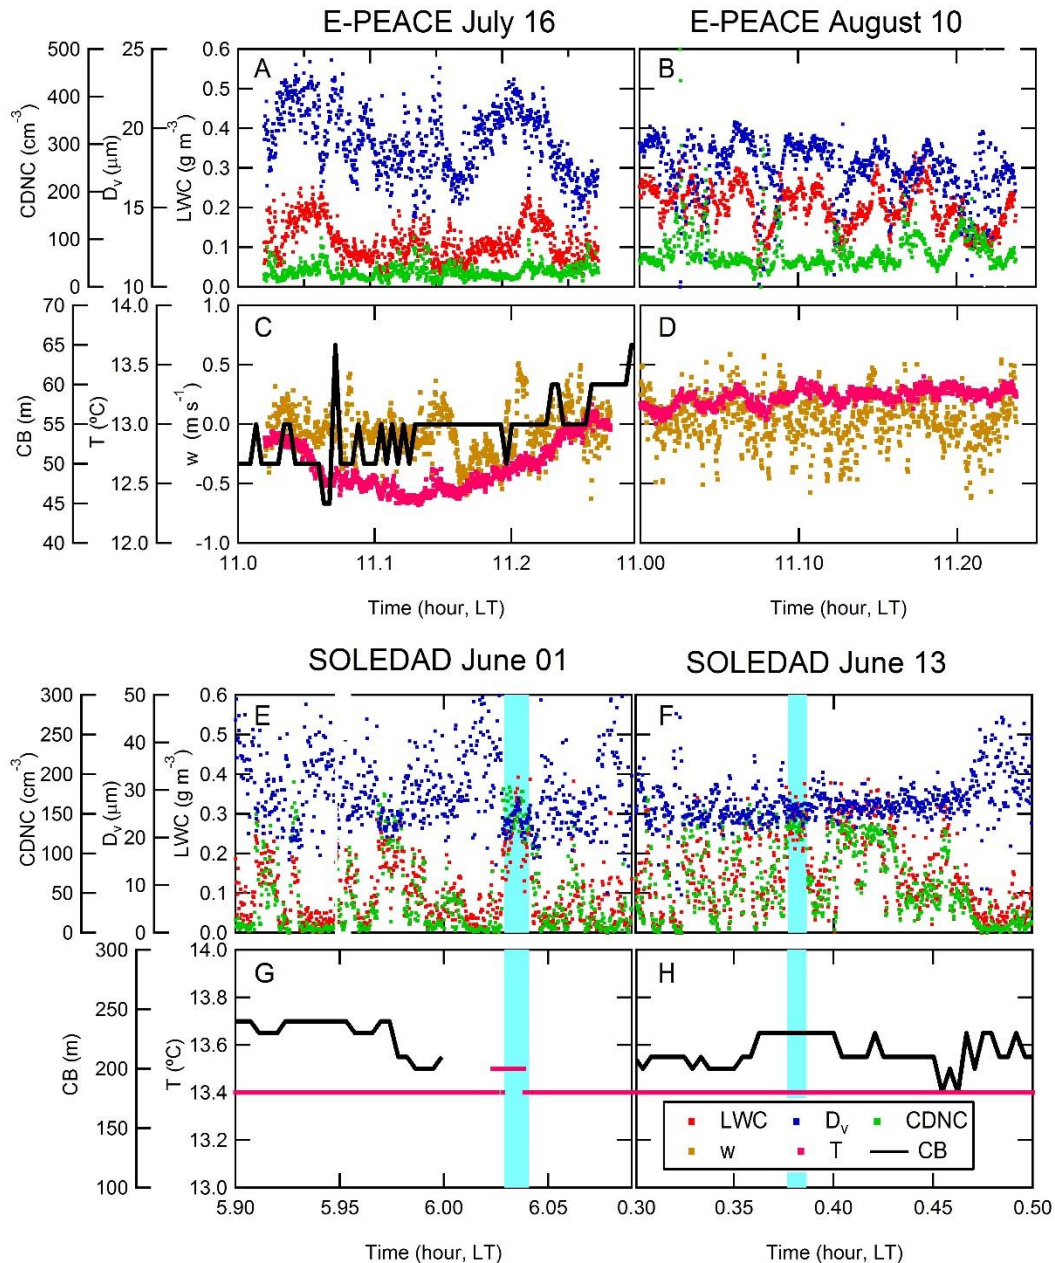 E-PEACE July 16
E-PEACE August 10
500
400
300
200
100
0
CDNC (cm⁻³)
25
20
15
10
Dᵥ (µm)
0.6
0.5
0.4
0.3
0.2
0.1
0.0
LWC (g m⁻³)
A
B
70
65
60
55
50
45
40
CB (m)
14.0
13.5
13.0
12.5
12.0
T (ºC)
0.5
0.0
-0.5
-1.0
w (m s⁻¹)
C
D
11.0
11.1
11.2
11.00
11.10
11.20
Time (hour, LT)
Time (hour, LT)
SOLEDAD June 01
SOLEDAD June 13
300
250
200
150
100
50
0
CDNC (cm⁻³)
50
40
30
20
10
0
Dᵥ (µm)
0.6
0.5
0.4
0.3
0.2
0.1
0.0
LWC (g m⁻³)
E
F
300
250
200
150
100
CB (m)
14.0
13.8
13.6
13.4
13.2
13.0
T (ºC)
G
H
LWC Dᵥ CDNC
w T CB
5.90
5.95
6.00
6.05
0.30
0.35
0.40
0.45
0.50
Time (hour, LT)
Time (hour, LT)